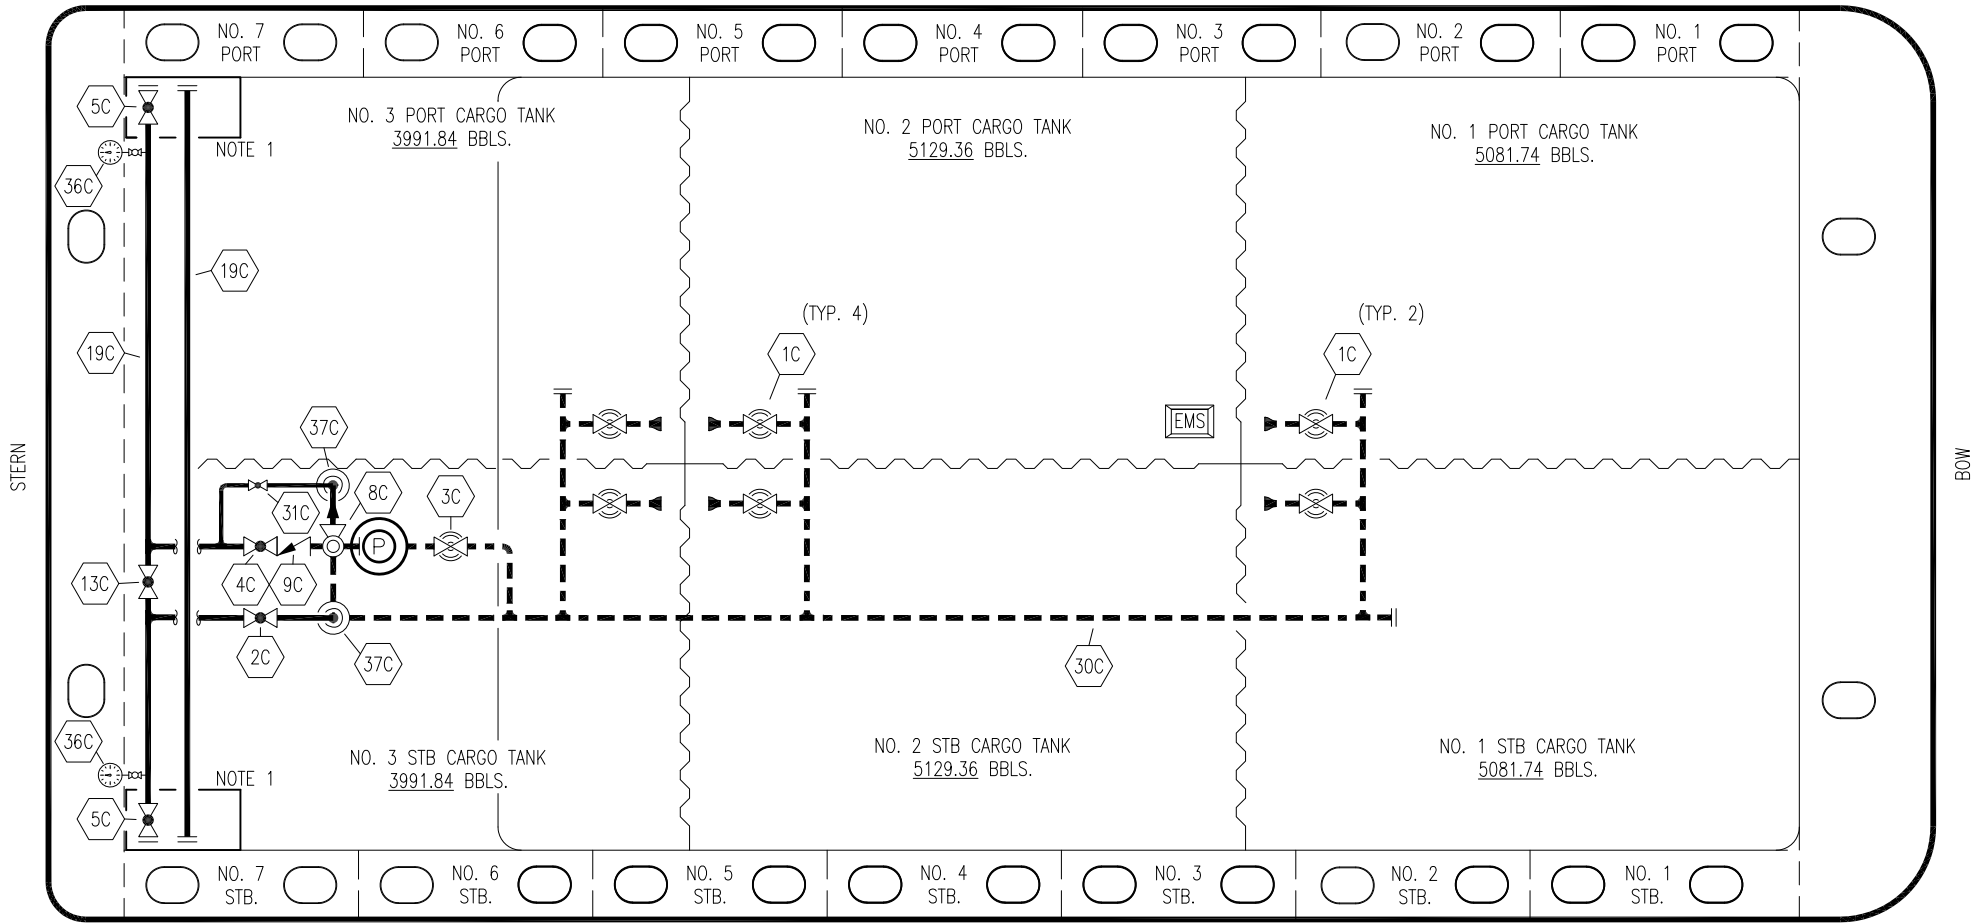 NO. 7
PORT
NO. 6
PORT
NO. 5
PORT
NO. 4
PORT
NO. 3
PORT
NO. 2
PORT
NO. 1
PORT
5C
NOTE 1
36C
NO. 3 PORT CARGO TANK
3991.84 BBLS.
NO. 2 PORT CARGO TANK
5129.36 BBLS.
NO. 1 PORT CARGO TANK
5081.74 BBLS.
19C
19C
(TYP. 4)
1C
(TYP. 2)
1C
EMS
STERN
BOW
37C
8C
3C
31C
P
13C
4C
9C
2C
37C
30C
36C
NOTE 1
5C
NO. 3 STB CARGO TANK
3991.84 BBLS.
NO. 2 STB CARGO TANK
5129.36 BBLS.
NO. 1 STB CARGO TANK
5081.74 BBLS.
NO. 7
STB.
NO. 6
STB.
NO. 5
STB.
NO. 4
STB.
NO. 3
STB.
NO. 2
STB.
NO. 1
STB.